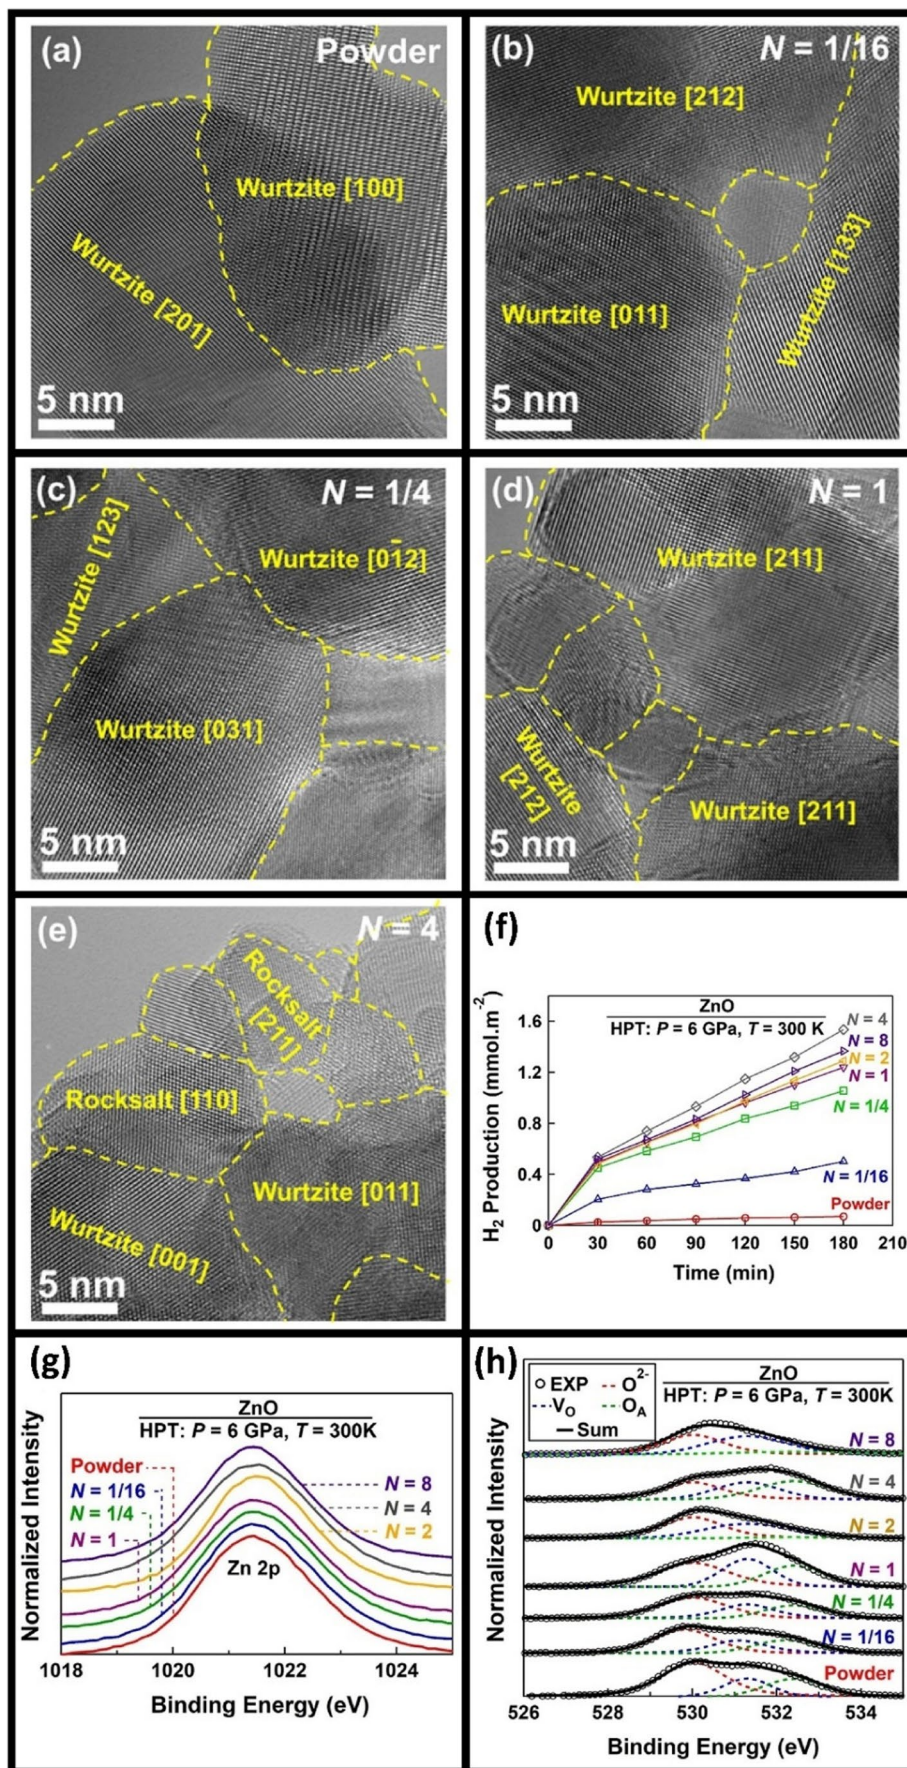 (a)
Powder
Wurtzite [100]
Wurtzite [201]
5 nm
(b)
N = 1/16
Wurtzite [212]
Wurtzite [133]
Wurtzite [011]
5 nm
(c)
N = 1/4
Wurtzite [123]
Wurtzite [01̄2]
Wurtzite [031]
5 nm
(d)
N = 1
Wurtzite [211]
Wurtzite
[212]
Wurtzite [211]
5 nm
(e)
N = 4
Rocksalt
[211]
Rocksalt [110]
Wurtzite [011]
Wurtzite [001]
5 nm
(f)
H₂ Production (mmol.m⁻²)
1.6
1.2
0.8
0.4
0
ZnO
HPT: P = 6 GPa, T = 300 K
N = 4
N = 8
N = 2
N = 1
N = 1/4
N = 1/16
Powder
0 30 60 90 120 150 180 210
Time (min)
(g)
Normalized Intensity
ZnO
HPT: P = 6 GPa, T = 300K
Powder
N = 1/16
N = 1/4
N = 1
N = 8
N = 4
N = 2
Zn 2p
1018 1020 1022 1024
Binding Energy (eV)
(h)
Normalized Intensity
EXP O²⁻
V_O O_A
Sum
ZnO
HPT: P = 6 GPa, T = 300K
N = 8
N = 4
N = 2
N = 1
N = 1/4
N = 1/16
Powder
526 528 530 532 534
Binding Energy (eV)